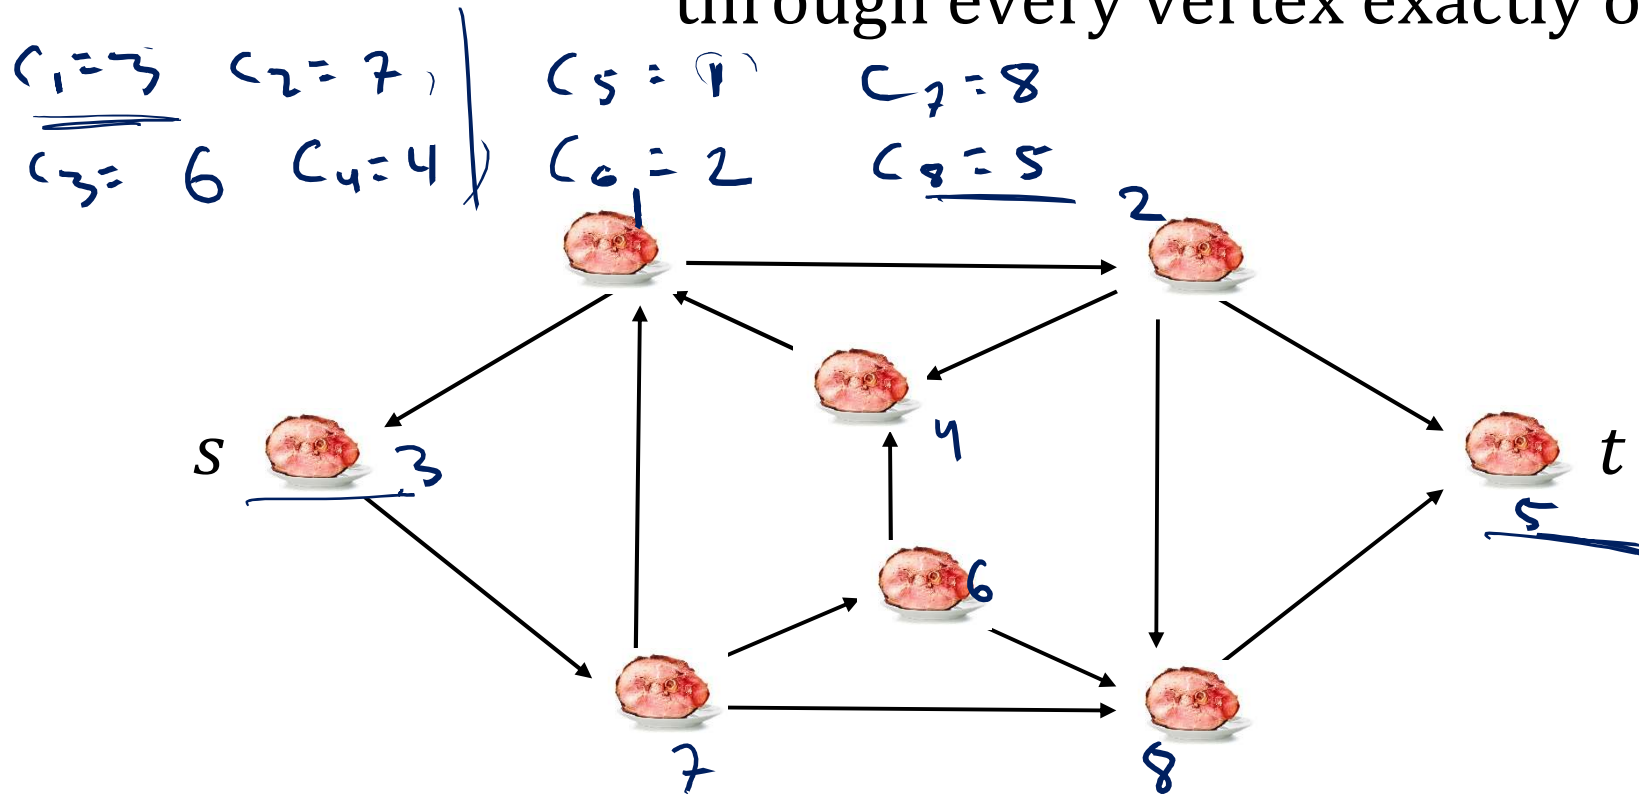 through every vertex exactly o
C₁=3 C₂=7, C₅=1 C₇=8
C₃=6 C₄=4, C₆=2 C₈=5
1 2
4
s 3 t
5
6
7 8